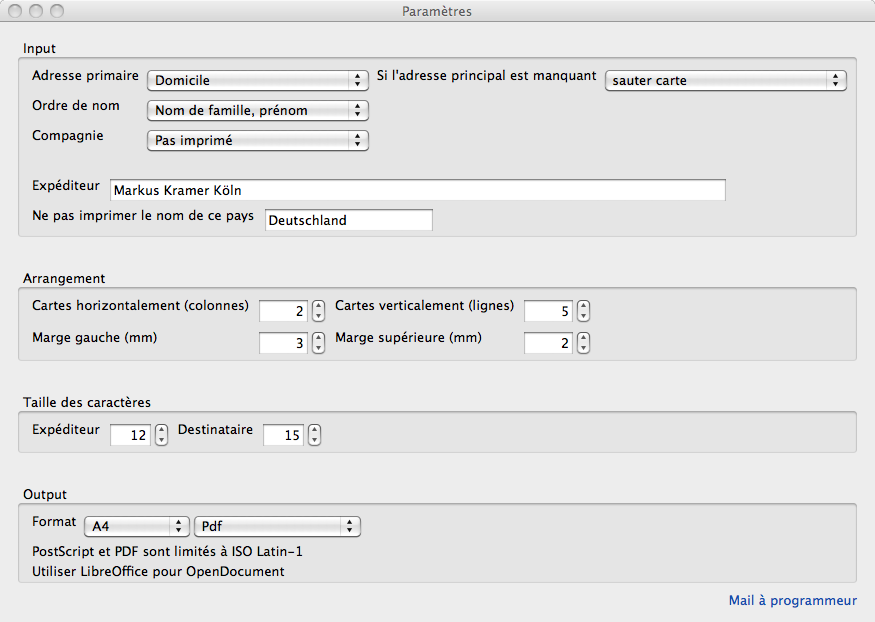 Paramètres
Input
Adresse primaire Domicile Si l'adresse principal est manquant sauter carte
Ordre de nom Nom de famille, prénom
Compagnie Pas imprimé
Expéditeur Markus Kramer Köln
Ne pas imprimer le nom de ce pays Deutschland
Arrangement
Cartes horizontalement (colonnes) 2 Cartes verticalement (lignes) 5
Marge gauche (mm) 3 Marge supérieure (mm) 2
Taille des caractères
Expéditeur 12 Destinataire 15
Output
Format A4 Pdf
PostScript et PDF sont limités à ISO Latin-1
Utiliser LibreOffice pour OpenDocument
Mail à programmeur